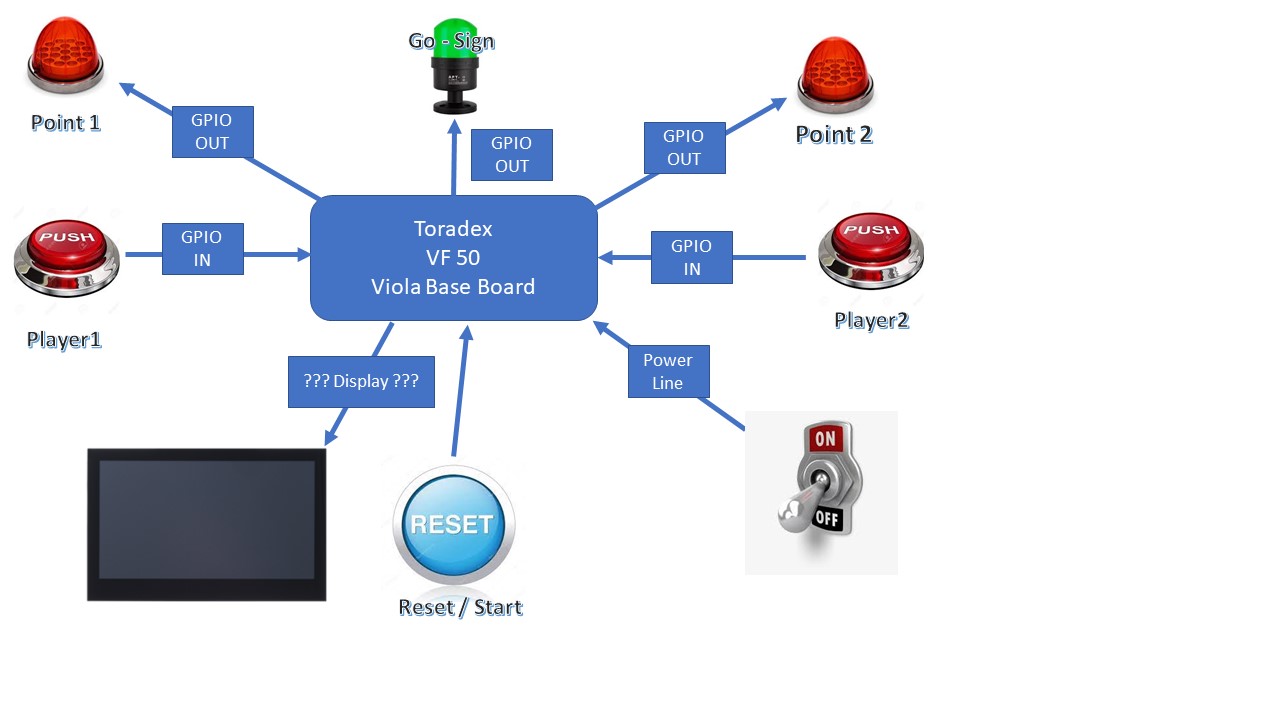 Go - Sign
Point 1
GPIO
OUT
GPIO
OUT
GPIO
OUT
Point 2
PUSH
Player1
GPIO
IN
Toradex
VF 50
Viola Base Board
GPIO
IN
PUSH
Player2
??? Display ???
Power
Line
ON
OFF
RESET
Reset / Start